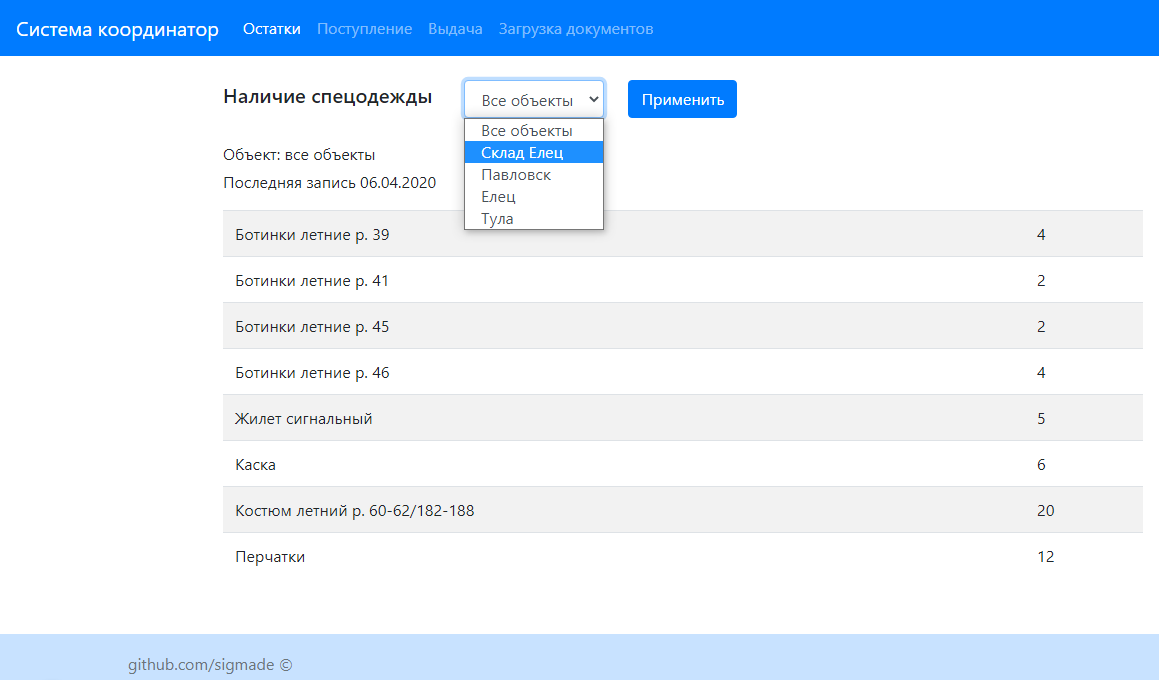 Система координатор Остатки Поступление Выдача Загрузка документов
Наличие спецодежды Все объекты Применить
Все объекты
Склад Елец
Павловск
Елец
Тула
Объект: все объекты
Последняя запись 06.04.2020
Ботинки летние р. 39 4
Ботинки летние р. 41 2
Ботинки летние р. 45 2
Ботинки летние р. 46 4
Жилет сигнальный 5
Каска 6
Костюм летний р. 60-62/182-188 20
Перчатки 12
github.com/sigmade ©